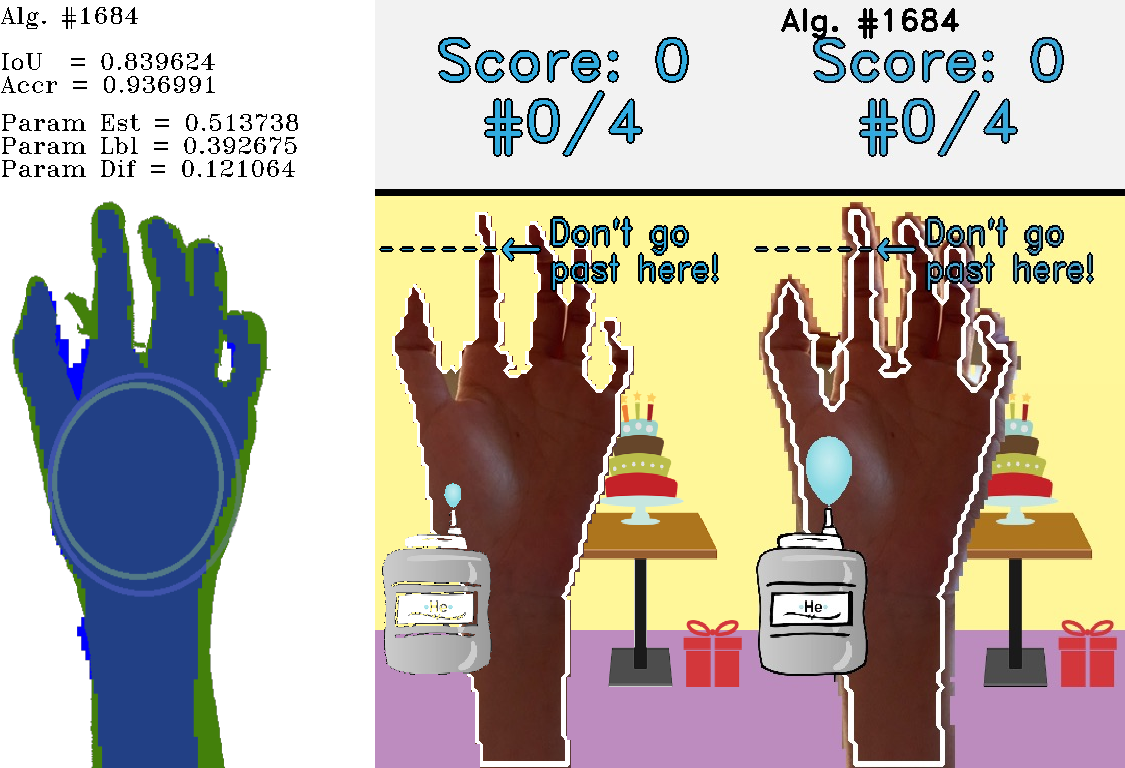 Alg. #1684
IoU = 0.839624
Accr = 0.936991
Param Est = 0.513738
Param Lbl = 0.392675
Param Dif = 0.121064
Score: 0
#0/4
Don't go
past here!
He
Alg. #1684
Score: 0
#0/4
Don't go
past here!
He